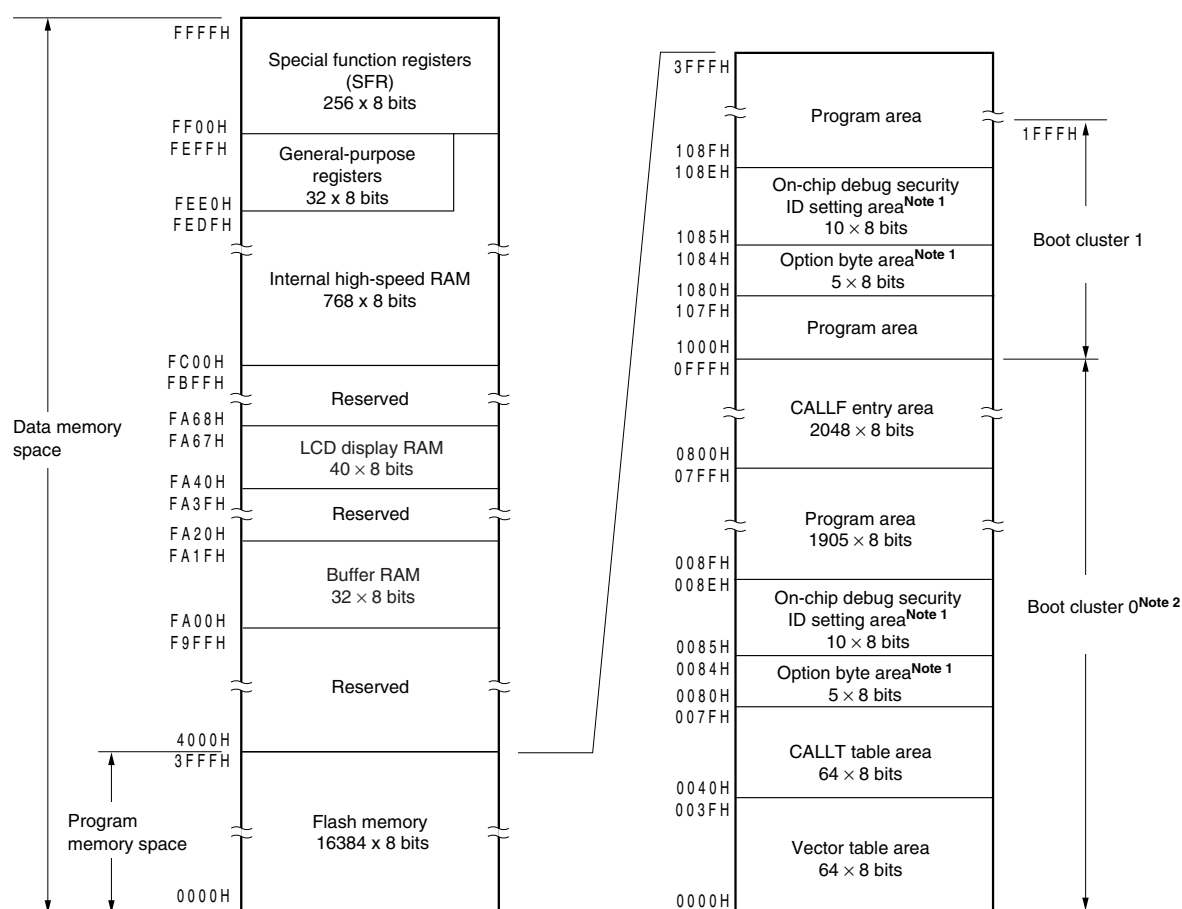 FFFFH
Special function registers
(SFR)
256 x 8 bits
FF00H
FEFFH
General-purpose
registers
32 x 8 bits
FEE0H
FEDFH
Internal high-speed RAM
768 x 8 bits
FC00H
FBFFH
Reserved
FA68H
FA67H
Data memory
space
LCD display RAM
40 × 8 bits
FA40H
FA3FH
Reserved
FA20H
FA1FH
Buffer RAM
32 × 8 bits
FA00H
F9FFH
Reserved
4000H
3FFFH
Program
memory space
Flash memory
16384 x 8 bits
0000H
3FFFH
Program area
1FFFH
108FH
108EH
On-chip debug security
ID setting area Note 1
10 × 8 bits
1085H
1084H
Option byte area Note 1
5 × 8 bits
1080H
107FH
Boot cluster 1
Program area
1000H
0FFFH
CALLF entry area
2048 × 8 bits
0800H
07FFH
Program area
1905 × 8 bits
008FH
008EH
On-chip debug security
ID setting area Note 1
10 × 8 bits
Boot cluster 0 Note 2
0085H
0084H
Option byte area Note 1
5 × 8 bits
0080H
007FH
CALLT table area
64 × 8 bits
0040H
003FH
Vector table area
64 × 8 bits
0000H